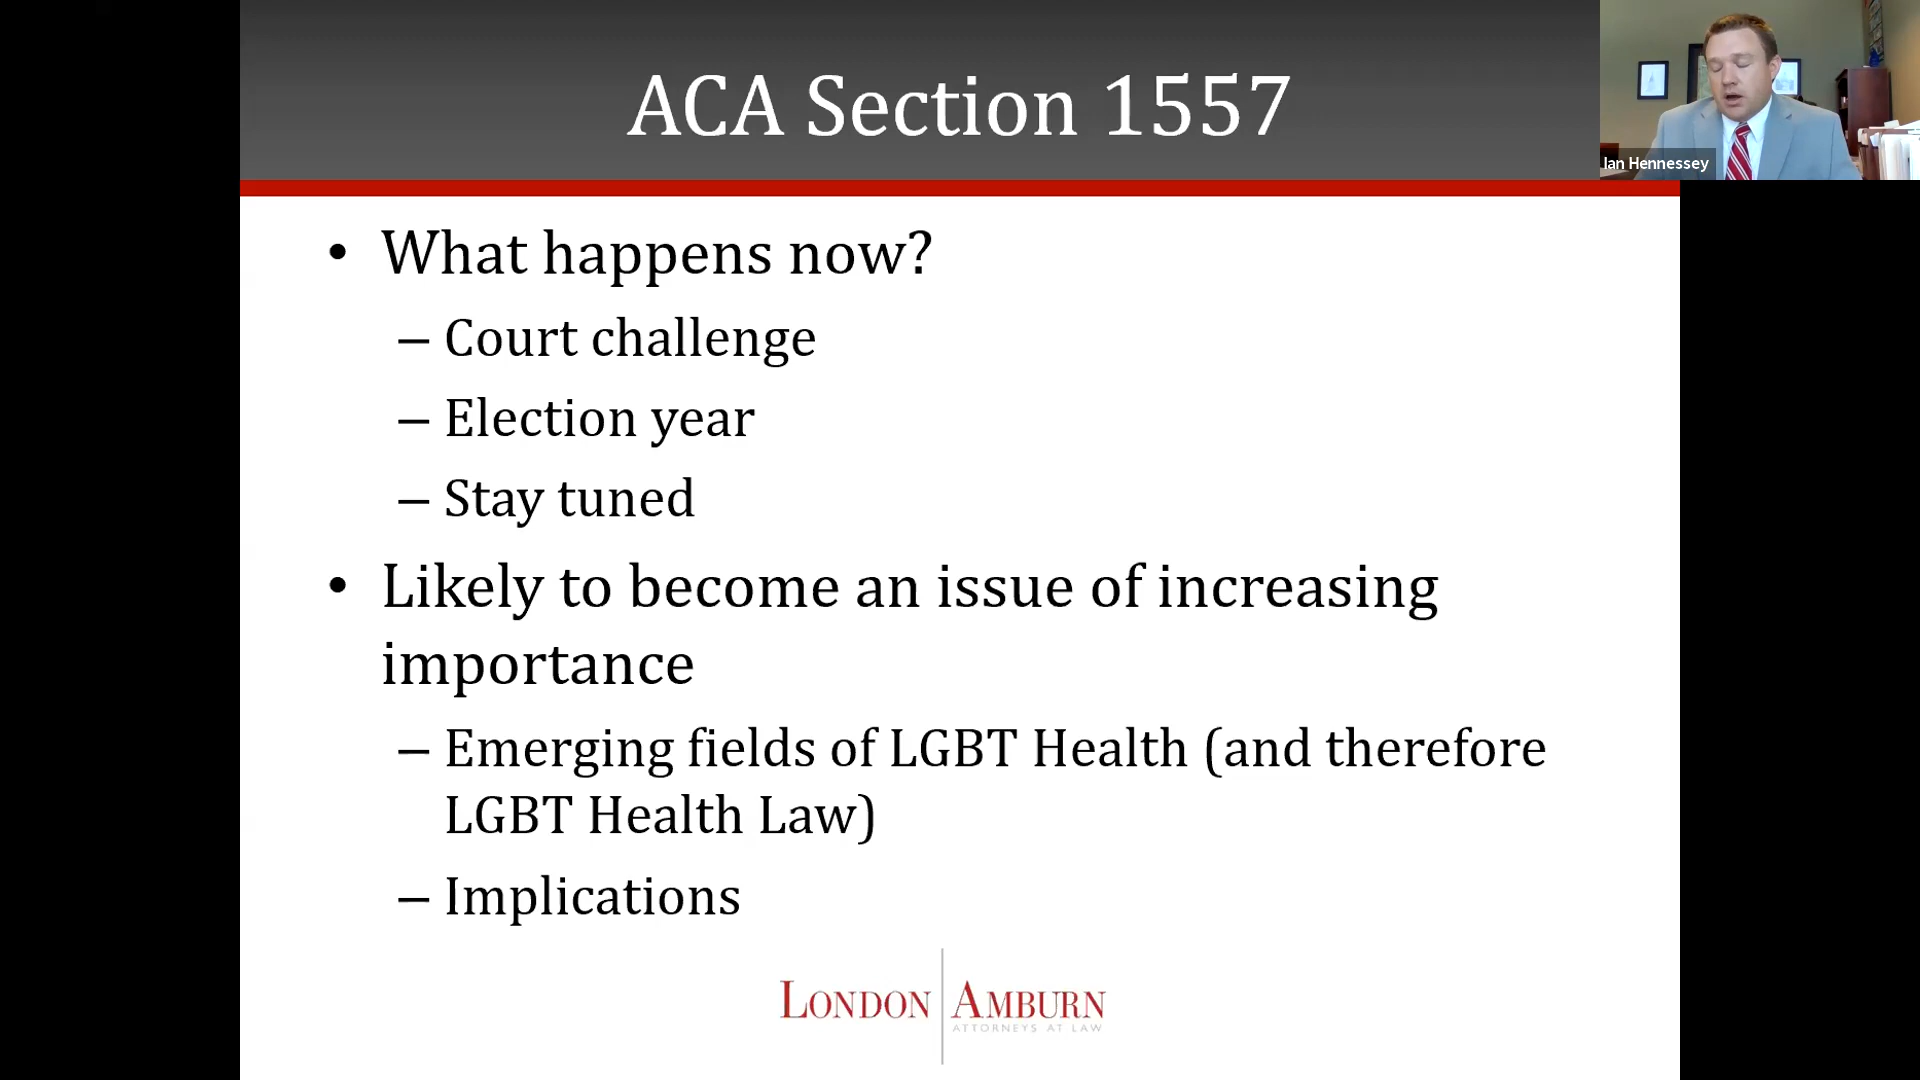 ACA Section 1557
Ian Hennessey
• What happens now?
– Court challenge
– Election year
– Stay tuned
• Likely to become an issue of increasing
importance
– Emerging fields of LGBT Health (and therefore
LGBT Health Law)
– Implications
LONDON AMBURN
ATTORNEYS AT LAW